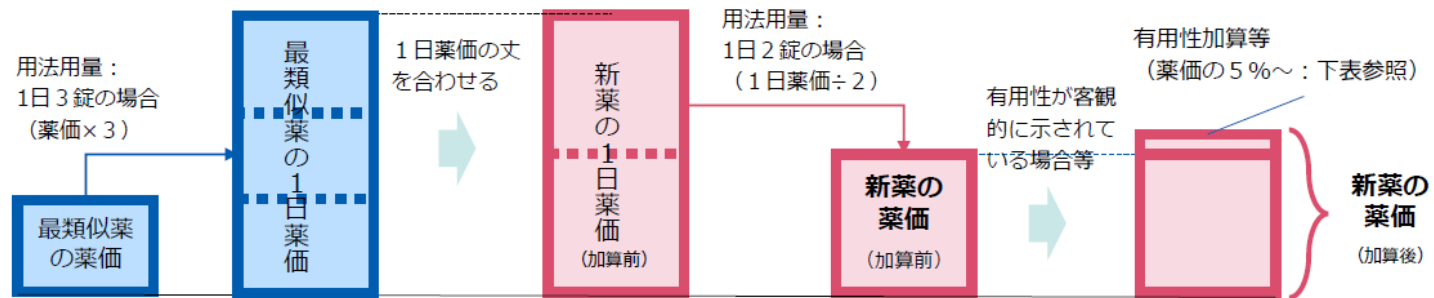 用法用量：
1日３錠の場合
（薬価×３）
最類似薬
の薬価
最類似薬の1日薬価
１日薬価の丈
を合わせる
新薬の1日薬価
（加算前）
用法用量：
1日２錠の場合
（１日薬価÷２）
新薬の
薬価
（加算前）
有用性が客観
的に示されて
いる場合等
有用性加算等
（薬価の５％～：下表参照）
新薬の
薬価
（加算後）